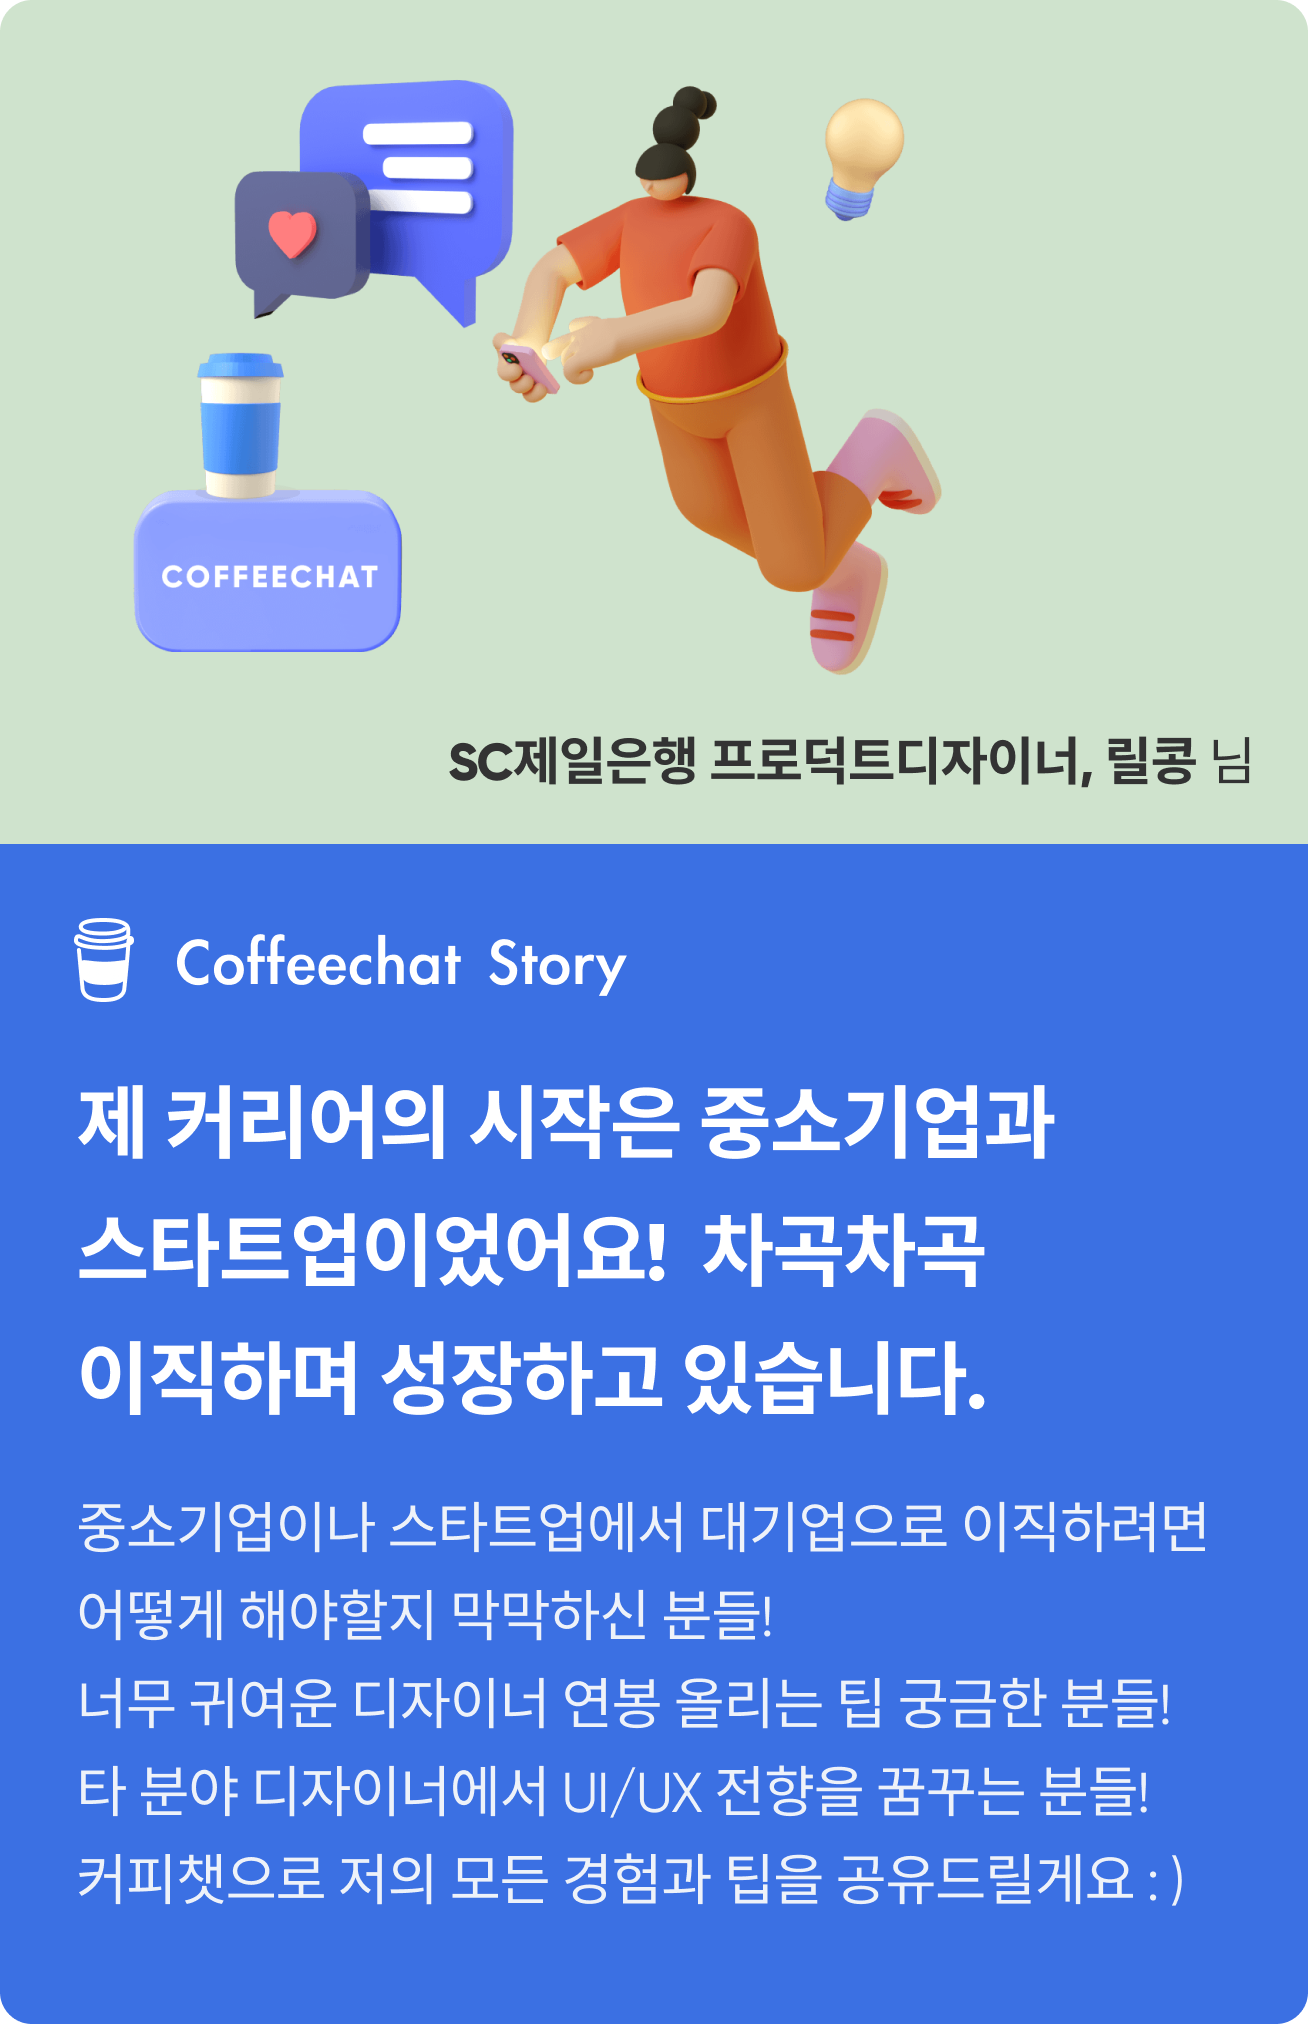 COFFEECHAT
SC제일은행 프로덕트디자이너, 릴콩 님
Coffeechat Story
제 커리어의 시작은 중소기업과
스타트업이었어요! 차곡차곡
이직하며 성장하고 있습니다.
중소기업이나 스타트업에서 대기업으로 이직하려면
어떻게 해야할지 막막하신 분들!
너무 귀여운 디자이너 연봉 올리는 팁 궁금한 분들!
타 분야 디자이너에서 UI/UX 전향을 꿈꾸는 분들!
커피챗으로 저의 모든 경험과 팁을 공유드릴게요 : )